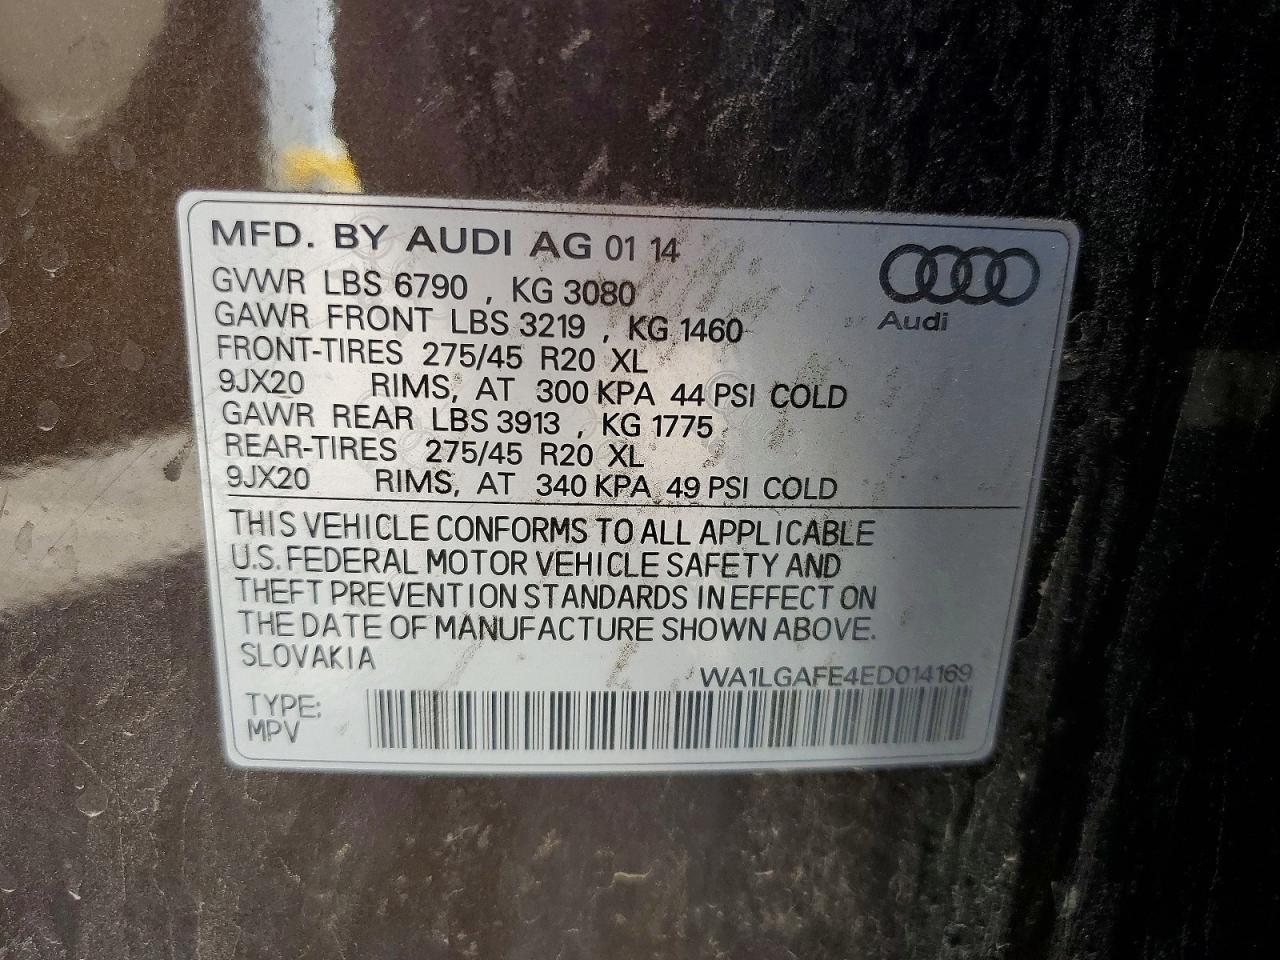 MFD. BY AUDI AG 01 14
GVWR LBS 6790 , KG 3080
GAWR FRONT LBS 3219 , KG 1460
Audi
FRONT-TIRES 275/45 R20 XL
9JX20 RIMS, AT 300 KPA 44 PSI COLD
GAWR REAR LBS 3913 , KG 1775
REAR-TIRES 275/45 R20 XL
9JX20 RIMS, AT 340 KPA 49 PSI COLD
THIS VEHICLE CONFORMS TO ALL APPLICABLE
U.S. FEDERAL MOTOR VEHICLE SAFETY AND
THEFT PREVENTION STANDARDS IN EFFECT ON
THE DATE OF MANUFACTURE SHOWN ABOVE.
SLOVAKIA
WA1LGAFE4ED014169
TYPE:
MPV